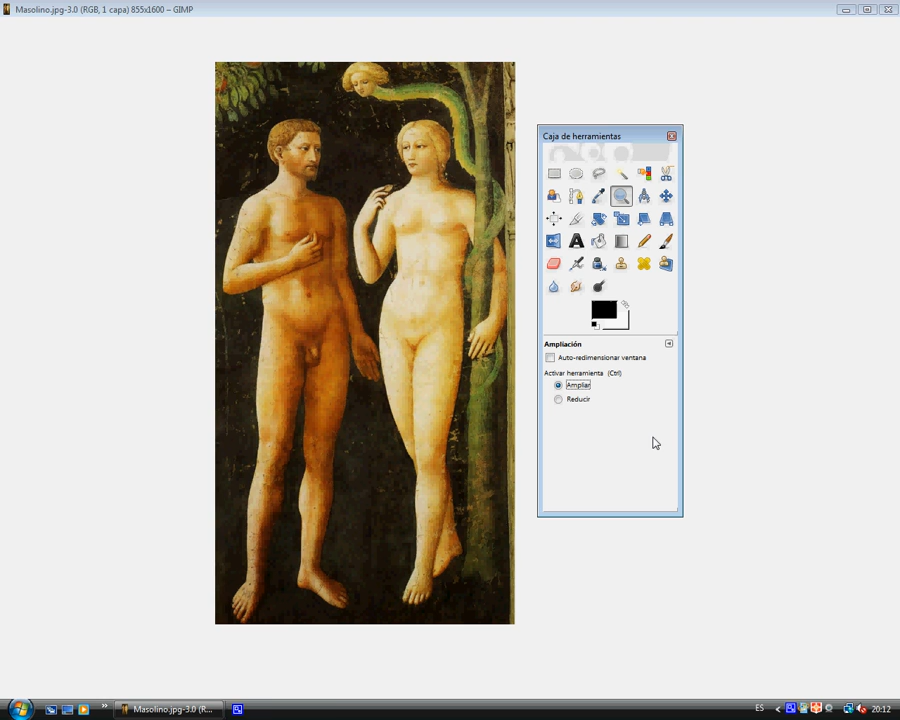 Masolino.jpg-3.0 (RGB, 1 capa) 855x1600 – GIMP
Caja de herramientas
Ampliación
Auto-redimensionar ventana
Activar herramienta (Ctrl)
Ampliar
Reducir
Masolino.jpg-3.0 (R...
ES
20:12